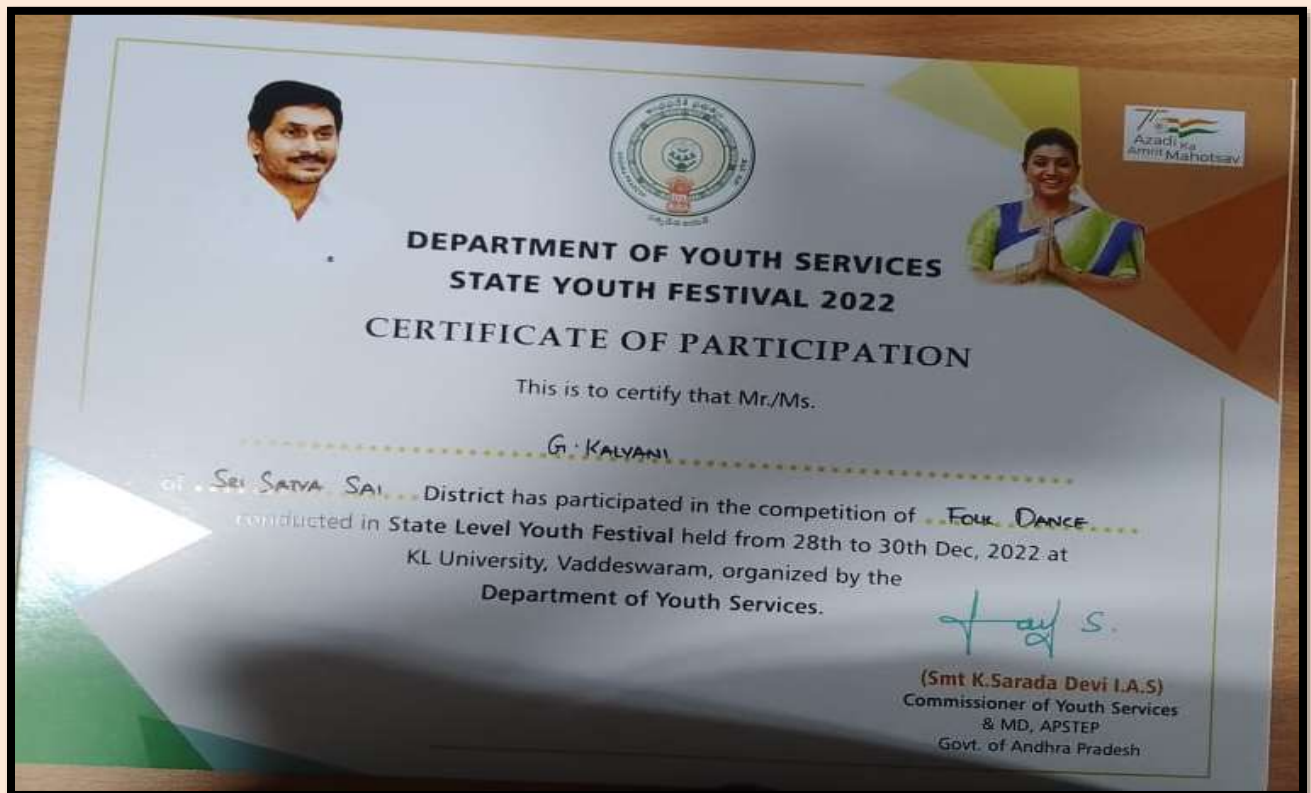 75
Azadi Ka
Amrit Mahotsav
DEPARTMENT OF YOUTH SERVICES
STATE YOUTH FESTIVAL 2022
CERTIFICATE OF PARTICIPATION
This is to certify that Mr./Ms.
G. KALYANI
of SRI SATYA SAI District has participated in the competition of FOLK DANCE
conducted in State Level Youth Festival held from 28th to 30th Dec, 2022 at
KL University, Vaddeswaram, organized by the
Department of Youth Services.
(Smt K.Sarada Devi I.A.S)
Commissioner of Youth Services
& MD, APSTEP
Govt. of Andhra Pradesh